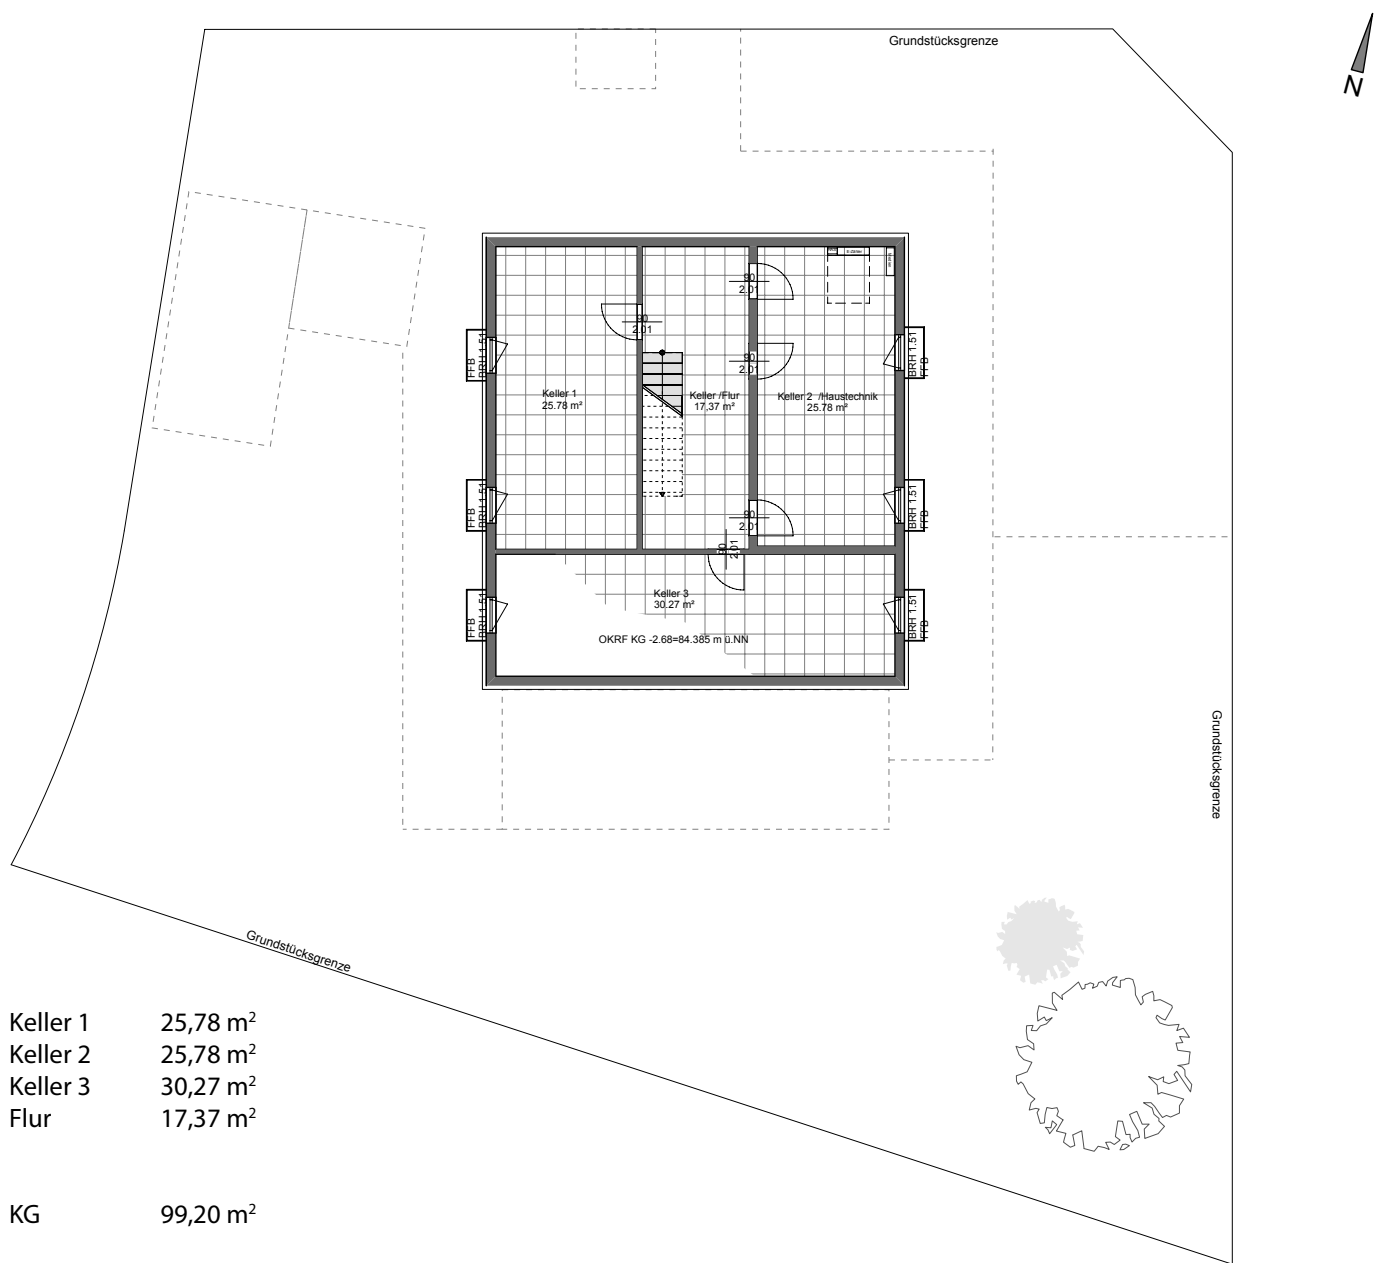 Grundstücksgrenze
N
90
2.01
90
2.01
90
2.01
FFB
BRH 1.51
BRH 1.51
FFB
Keller 1
25.78 m²
Keller /Flur
17,37 m²
Keller 2 /Haustechnik
25.78 m²
FFB
BRH 1.51
BRH 1.51
FFB
90
2.01
90
2.01
Keller 3
30.27 m²
FFB
BRH 1.51
BRH 1.51
FFB
OKRF KG -2.68=84.385 m ü.NN
Grundstücksgrenze
Grundstücksgrenze
Keller 1 25,78 m²
Keller 2 25,78 m²
Keller 3 30,27 m²
Flur 17,37 m²
KG 99,20 m²